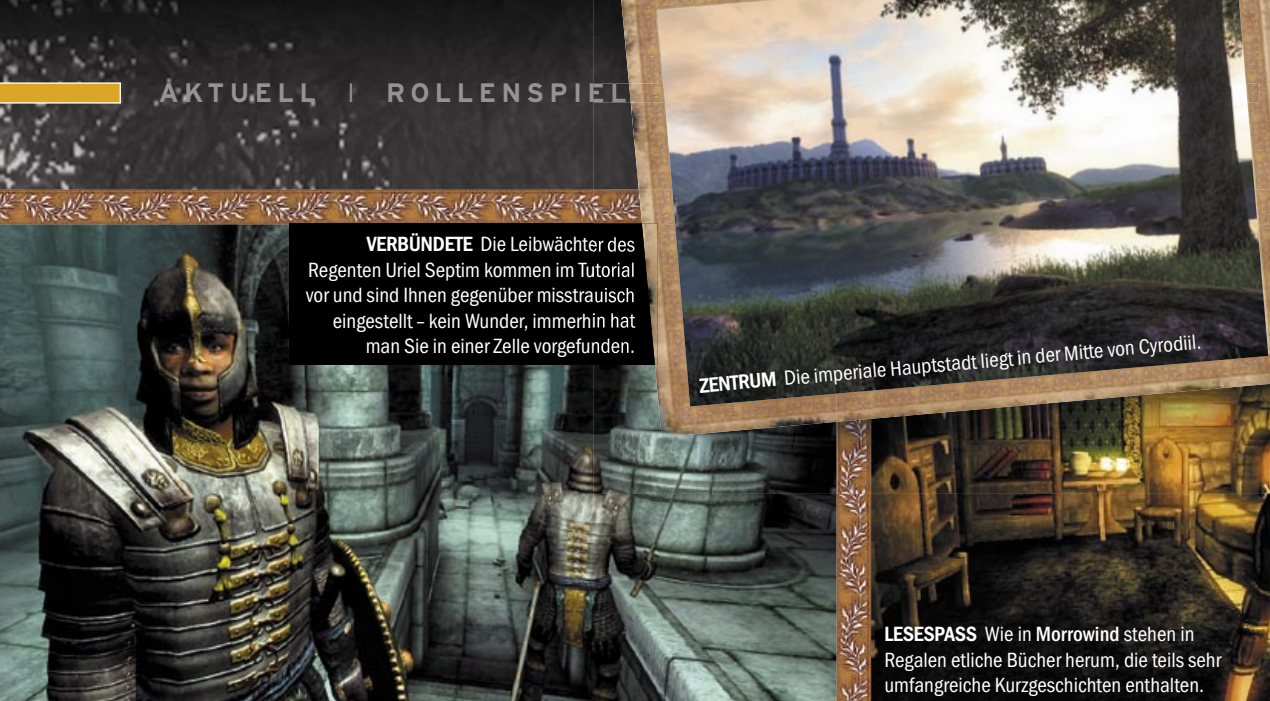 AKTUELL | ROLLENSPIEL
VERBÜNDETE Die Leibwächter des
Regenten Uriel Septim kommen im Tutorial
vor und sind Ihnen gegenüber misstrauisch
eingestellt – kein Wunder, immerhin hat
man Sie in einer Zelle vorgefunden.
ZENTRUM Die imperiale Hauptstadt liegt in der Mitte von Cyrodiil.
LESESPASS Wie in Morrowind stehen in
Regalen etliche Bücher herum, die teils sehr
umfangreiche Kurzgeschichten enthalten.